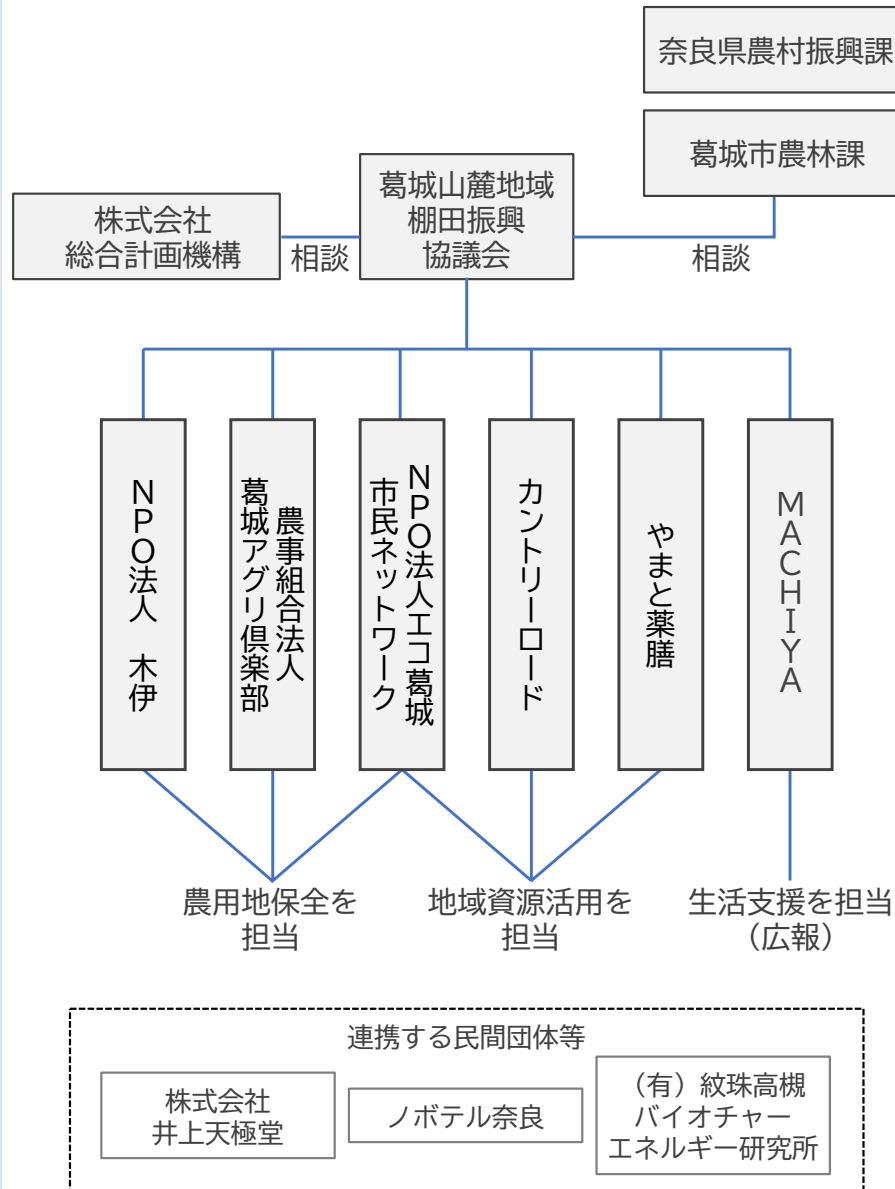 奈良県農村振興課
葛城市農林課
葛城山麓地域
棚田振興
協議会
株式会社
総合計画機構
相談
相談
NPO法人　木伊
農事組合法人
葛城アグリ倶楽部
NPO法人エコ葛城
市民ネットワーク
カントリーロード
やまと薬膳
MACHIYA
農用地保全を
担当
地域資源活用を
担当
生活支援を担当
（広報）
連携する民間団体等
株式会社
井上天極堂
ノボテル奈良
（有）紋珠高槻
バイオチャー
エネルギー研究所